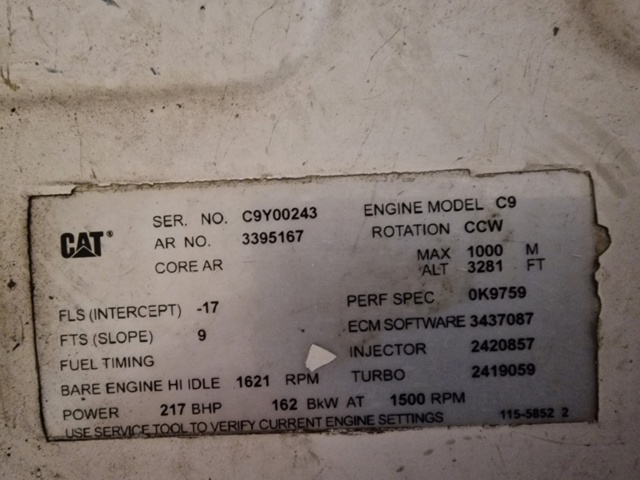 CAT®
SER. NO. C9Y00243
AR NO. 3395167
CORE AR
ENGINE MODEL C9
ROTATION CCW
MAX ALT 1000 M
3281 FT
FLS (INTERCEPT) -17
FTS (SLOPE) 9
FUEL TIMING
PERF SPEC 0K9759
ECM SOFTWARE 3437087
INJECTOR 2420857
TURBO 2419059
BARE ENGINE HI IDLE 1621 RPM
POWER 217 BHP 162 BkW AT 1500 RPM
USE SERVICE TOOL TO VERIFY CURRENT ENGINE SETTINGS
115-5852 2